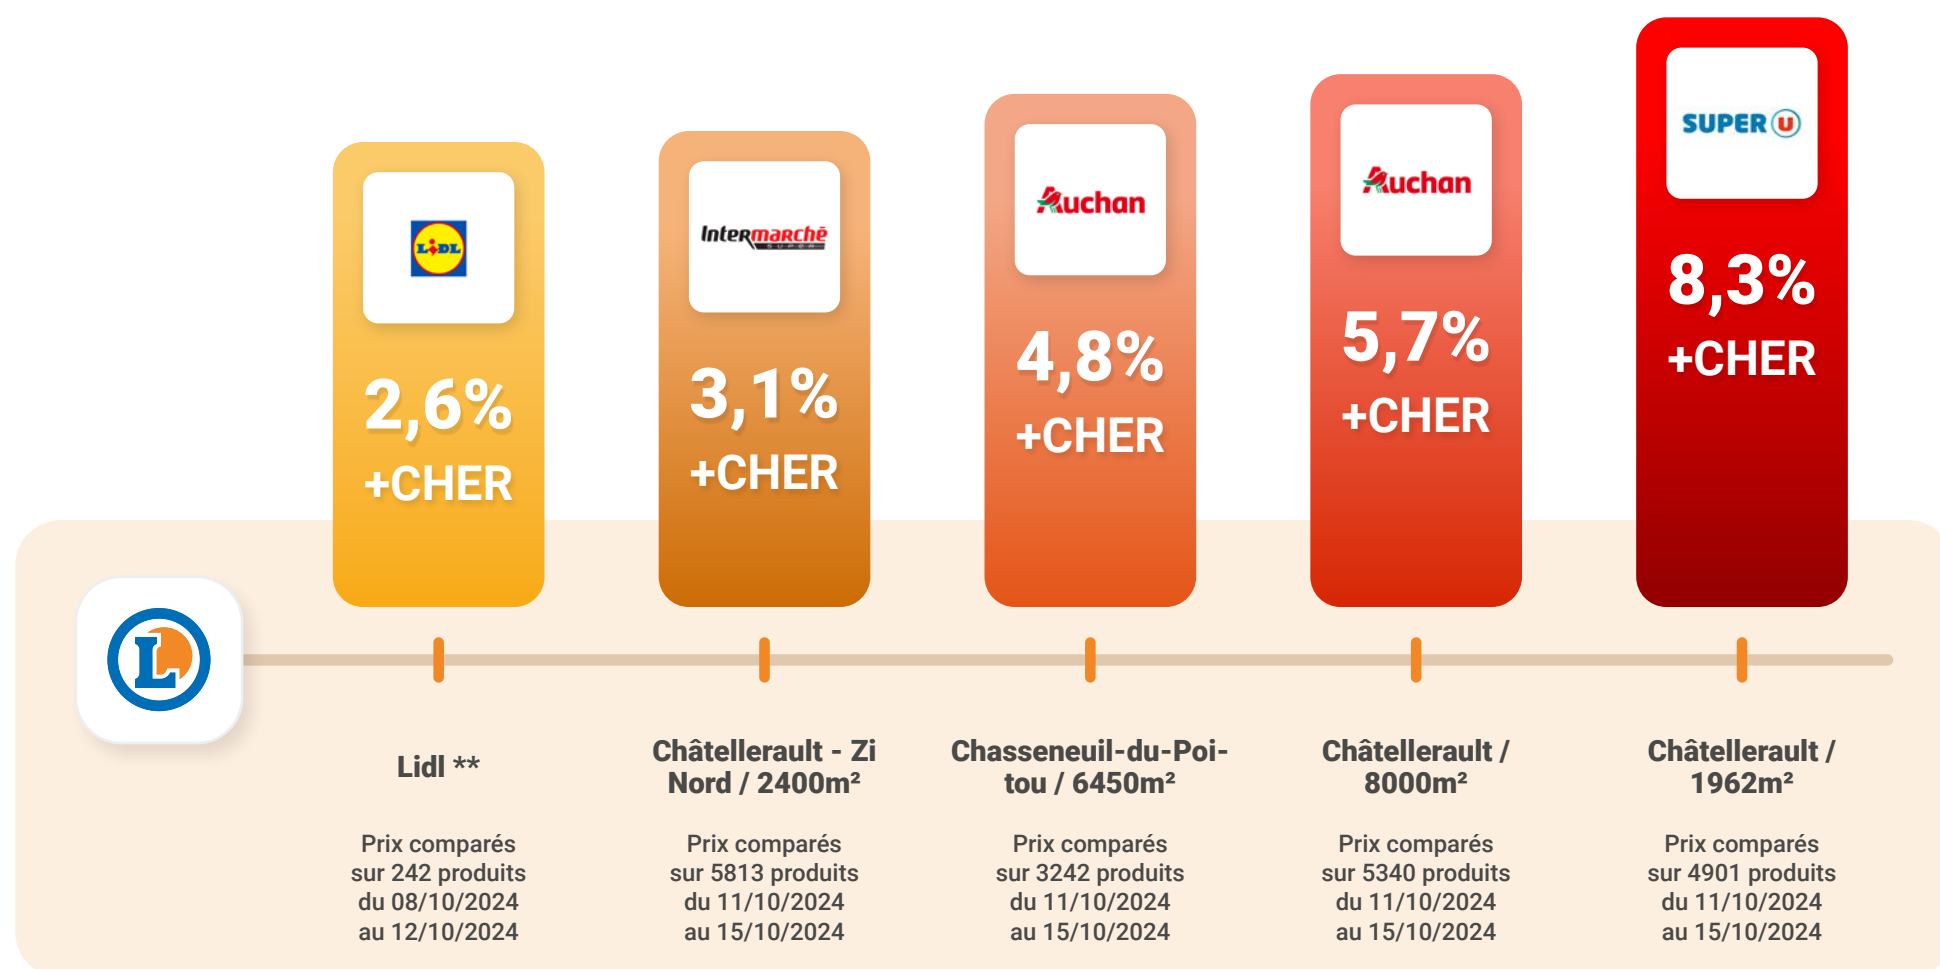 LIDL
2,6%
+CHER
Intermarchē
SUPER
3,1%
+CHER
Auchan
4,8%
+CHER
Auchan
5,7%
+CHER
SUPER U
8,3%
+CHER
L
Lidl **
Prix comparés
sur 242 produits
du 08/10/2024
au 12/10/2024
Châtellerault - Zi
Nord / 2400m²
Prix comparés
sur 5813 produits
du 11/10/2024
au 15/10/2024
Chasseneuil-du-Poi-
tou / 6450m²
Prix comparés
sur 3242 produits
du 11/10/2024
au 15/10/2024
Châtellerault /
8000m²
Prix comparés
sur 5340 produits
du 11/10/2024
au 15/10/2024
Châtellerault /
1962m²
Prix comparés
sur 4901 produits
du 11/10/2024
au 15/10/2024